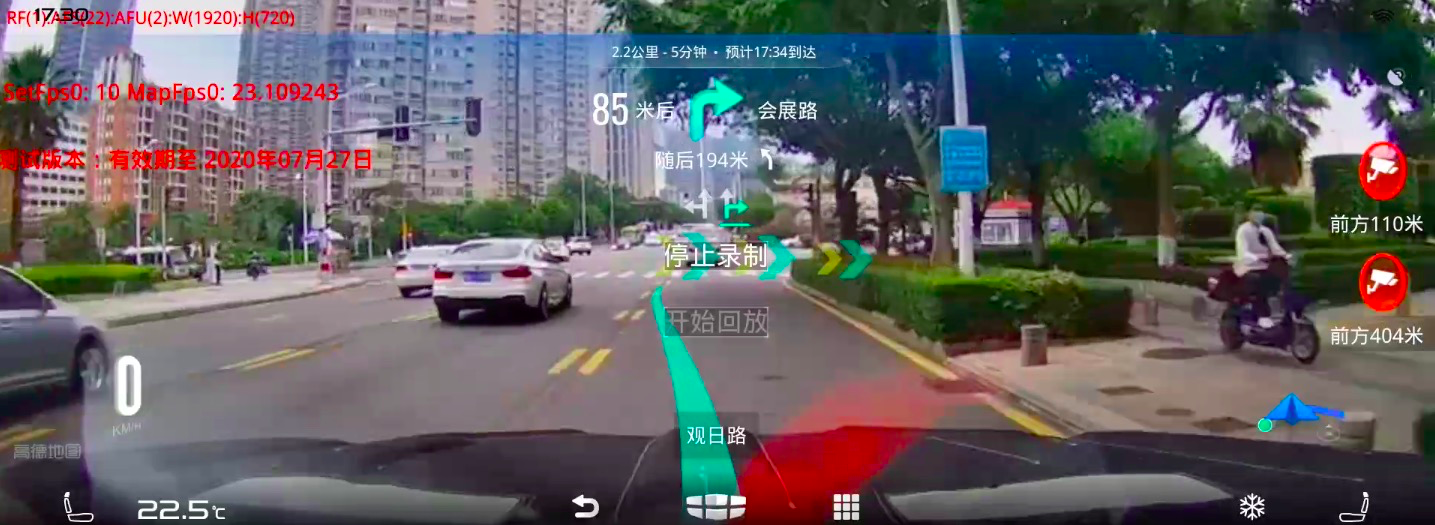 17:30
RF(1):AFS(22):AFU(2):W(1920):H(720)
2.2公里 - 5分钟 · 预计17:34到达
SetFps0: 10 MapFps0: 23.109243
85 米后 会展路
测试版本：有效期至 2020年07月27日
随后194米
前方110米
停止录制
开始回放
前方404米
0
KM/H
观日路
高德地图
22.5℃